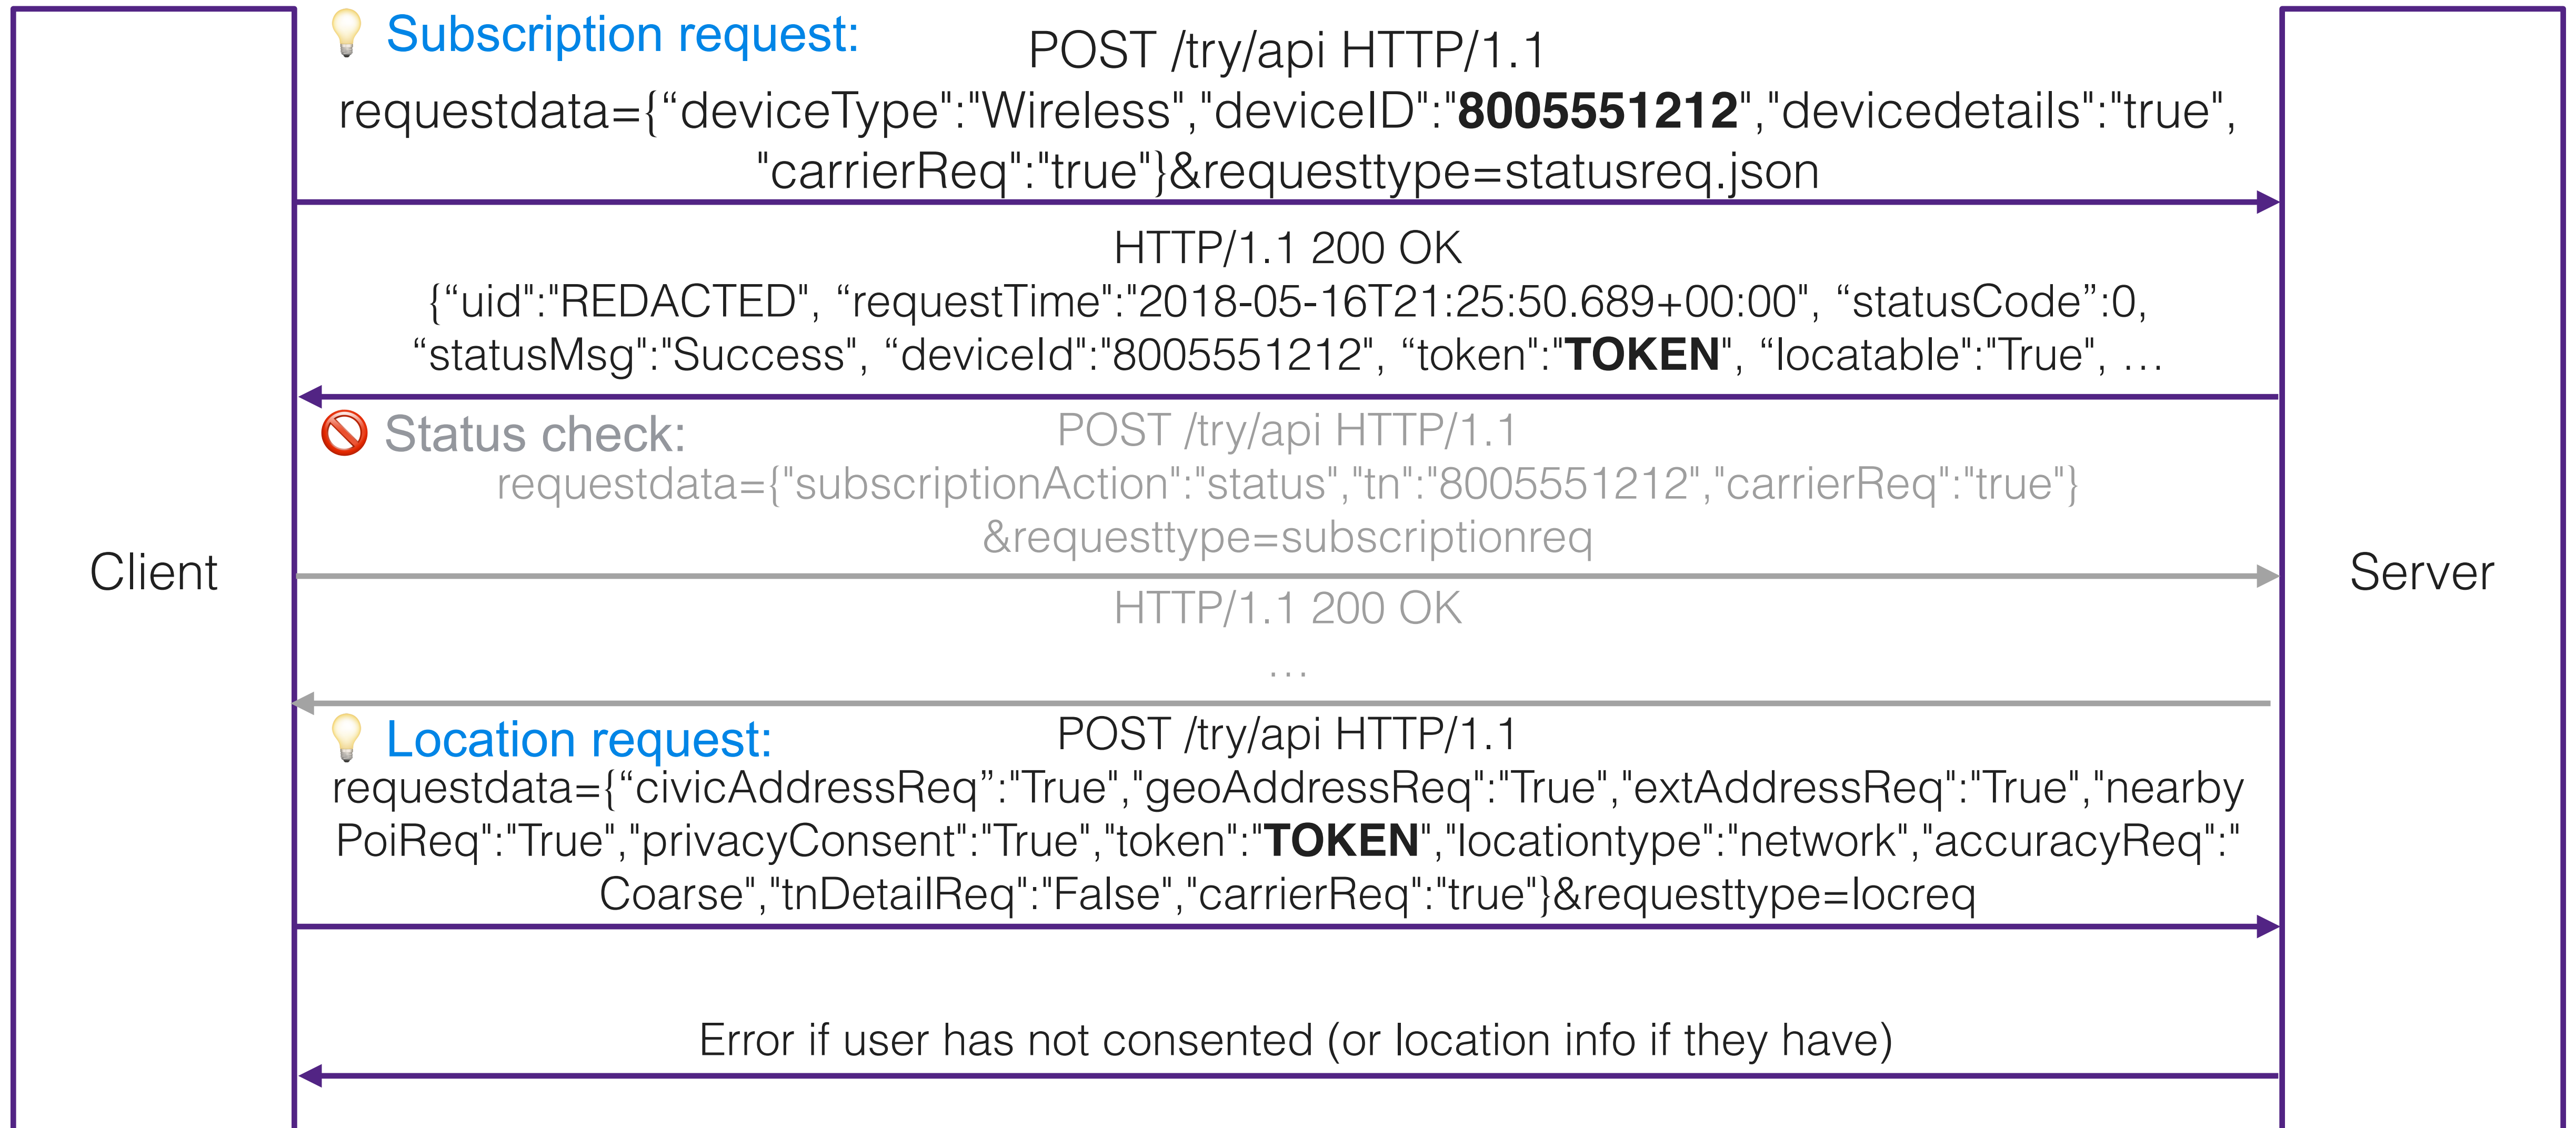 Subscription request:
POST /try/api HTTP/1.1
requestdata={“deviceType":"Wireless","deviceID":"8005551212","devicedetails":"true",
"carrierReq":"true"}&requesttype=statusreq.json
HTTP/1.1 200 OK
{“uid":"REDACTED", “requestTime":"2018-05-16T21:25:50.689+00:00", “statusCode”:0,
“statusMsg":"Success", “deviceId":"8005551212", “token":"TOKEN", “locatable":"True", …
Status check:
POST /try/api HTTP/1.1
requestdata={"subscriptionAction":"status","tn":"8005551212","carrierReq":"true"}
&requesttype=subscriptionreq
Client
Server
HTTP/1.1 200 OK
…
Location request:
POST /try/api HTTP/1.1
requestdata={“civicAddressReq”:"True","geoAddressReq":"True","extAddressReq":"True","nearby
PoiReq":"True","privacyConsent":"True","token":"TOKEN","locationtype":"network","accuracyReq":"
Coarse","tnDetailReq":"False","carrierReq":"true"}&requesttype=locreq
Error if user has not consented (or location info if they have)